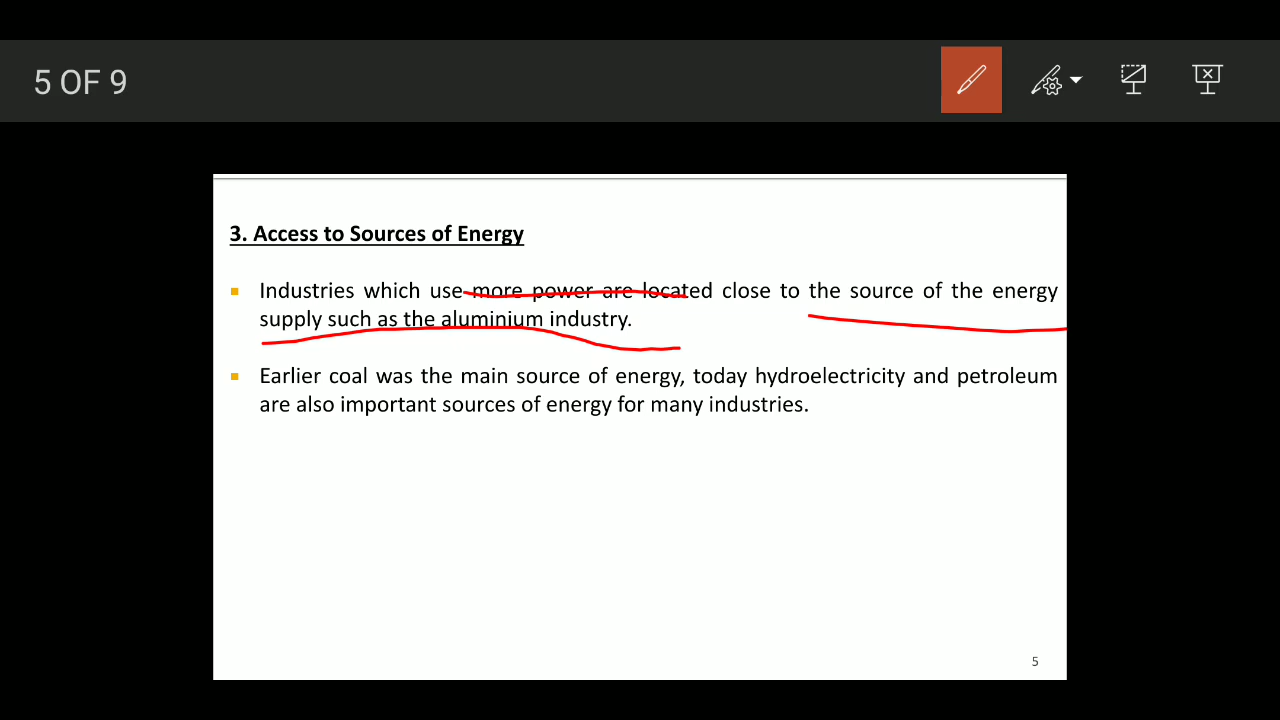 5 OF 9
3. Access to Sources of Energy
Industries which use more power are located close to the source of the energy
supply such as the aluminium industry.
Earlier coal was the main source of energy, today hydroelectricity and petroleum
are also important sources of energy for many industries.
5